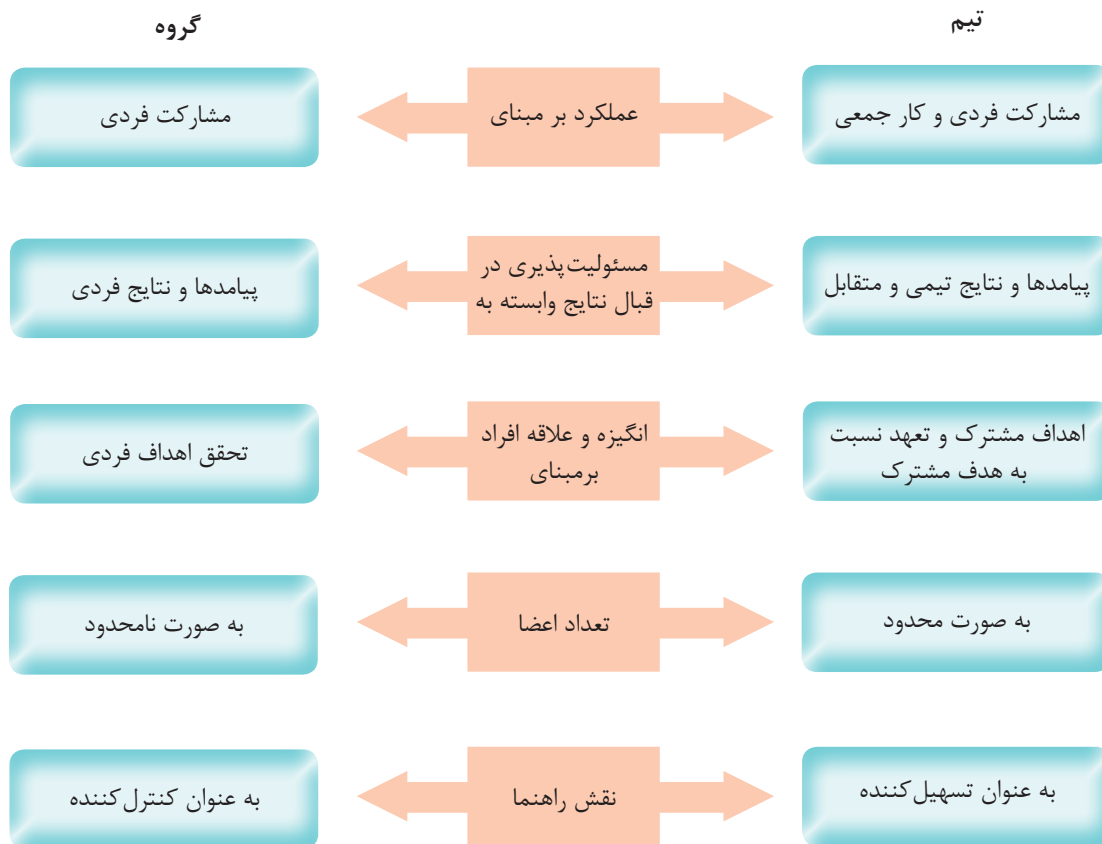 تیم
گروه
مشارکت فردی و کار جمعی
عملکرد بر مبنای
مشارکت فردی
پیامدها و نتایج تیمی و متقابل
مسئولیت‌پذیری در
قبال نتایج وابسته به
پیامدها و نتایج فردی
اهداف مشترک و تعهد نسبت
به هدف مشترک
انگیزه و علاقه افراد
برمبنای
تحقق اهداف فردی
به صورت محدود
تعداد اعضا
به صورت نامحدود
به عنوان تسهیل‌کننده
نقش راهنما
به عنوان کنترل‌کننده